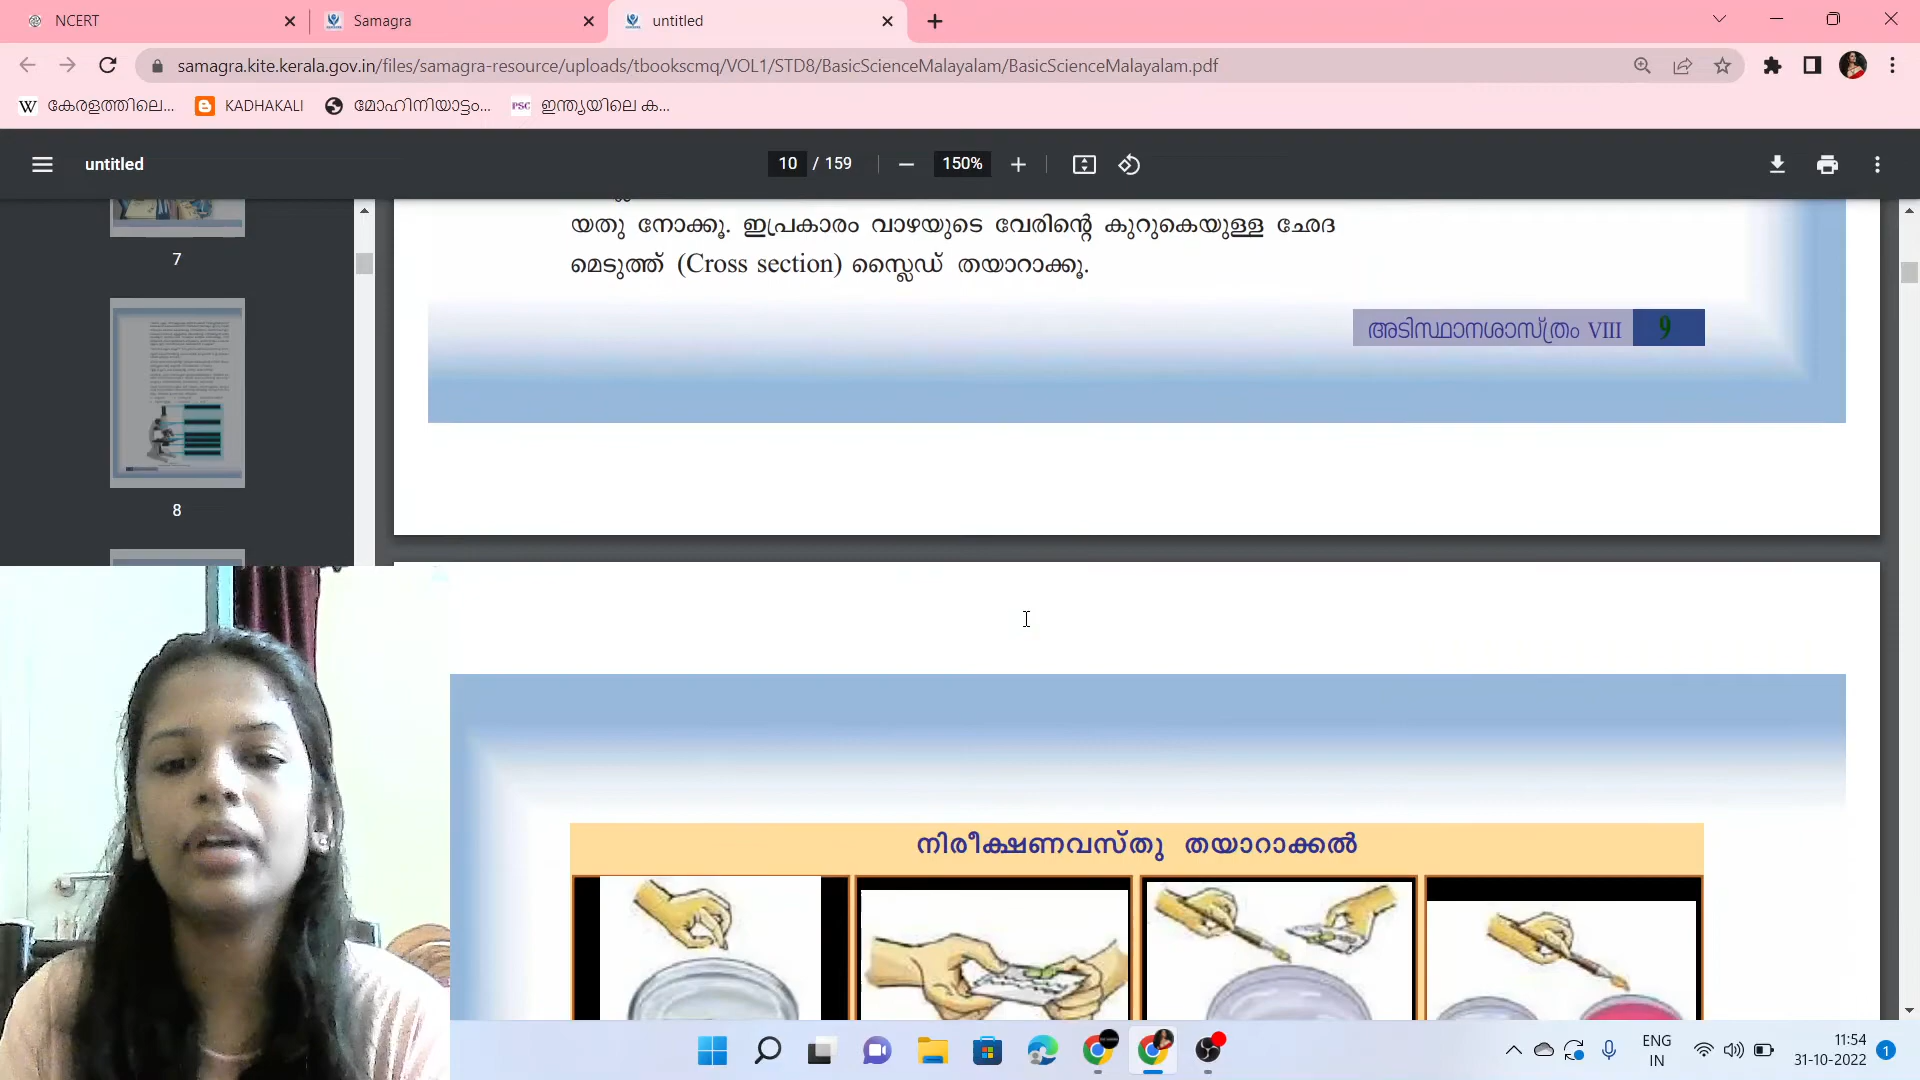 NCERT
Samagra
untitled
samagra.kite.kerala.gov.in/files/samagra-resource/uploads/tbookscmq/VOL1/STD8/BasicScienceMalayalam/BasicScienceMalayalam.pdf
W കേരളത്തിലെ... KADHAKALI മോഹിനിയാട്ടം... PSC ഇന്ത്യയിലെ ക...
untitled
10 / 159
150%
7
8
യതു നോക്കൂ. ഇപ്രകാരം വാഴയുടെ വേരിന്റെ കുറുകെയുള്ള ഛേദ
മെടുത്ത് (Cross section) സ്ലൈഡ് തയാറാക്കൂ.
അടിസ്ഥാനശാസ്ത്രം VIII 9
നിരീക്ഷണവസ്തു തയാറാക്കൽ
ENG
IN
11:54
31-10-2022
1